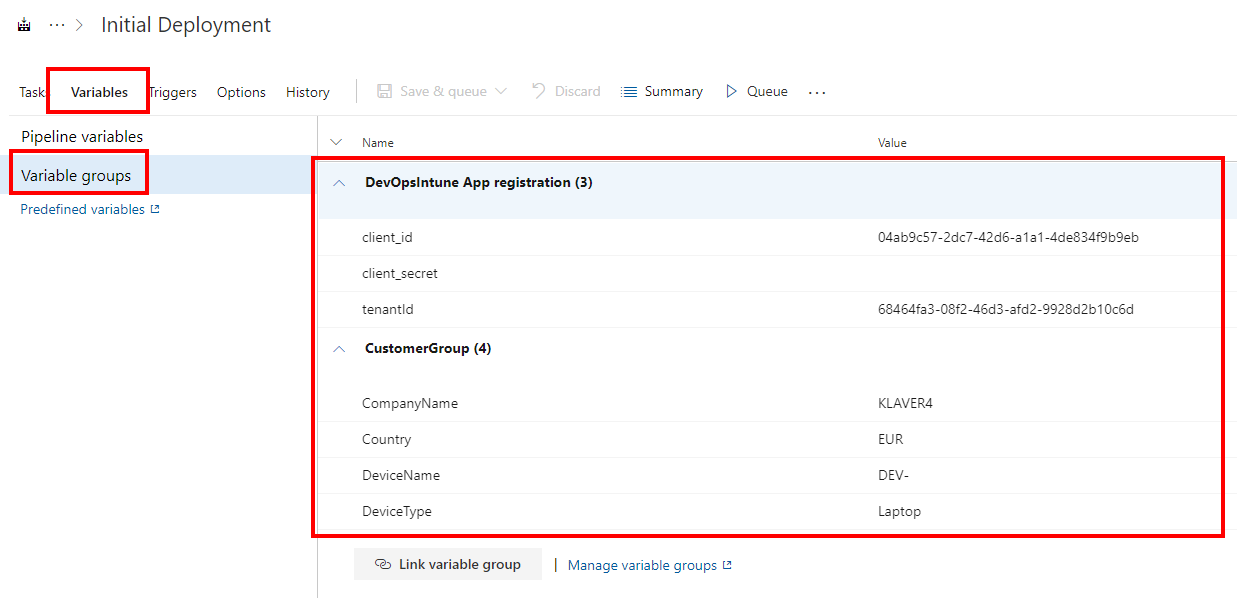 ··· > Initial Deployment
Tasks Variables Triggers Options History Save & queue Discard Summary Queue ···
Pipeline variables
Variable groups
Predefined variables
Name Value
DevOpsIntune App registration (3)
client_id 04ab9c57-2dc7-42d6-a1a1-4de834f9b9eb
client_secret
tenantId 68464fa3-08f2-46d3-afd2-9928d2b10c6d
CustomerGroup (4)
CompanyName KLAVER4
Country EUR
DeviceName DEV-
DeviceType Laptop
Link variable group | Manage variable groups